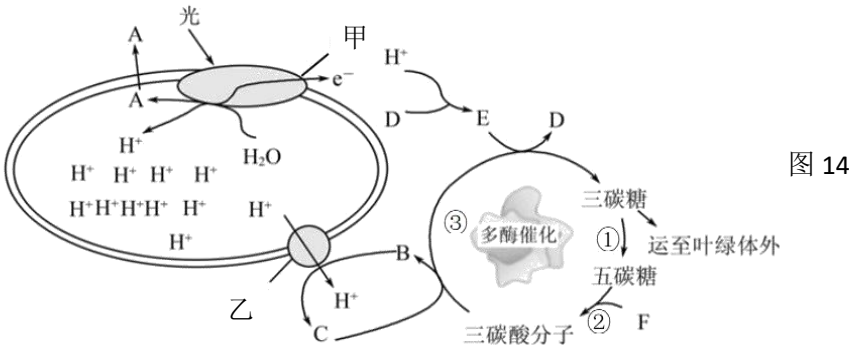 光
甲
A
H⁺
e⁻
A
D
E
D
H⁺
H₂O
图 14
H⁺ H⁺ H⁺ H⁺
三碳糖
H⁺H⁺H⁺H⁺ H⁺ H⁺
③
多酶催化
①
运至叶绿体外
H⁺
B
五碳糖
乙
H⁺
②
F
C
三碳酸分子